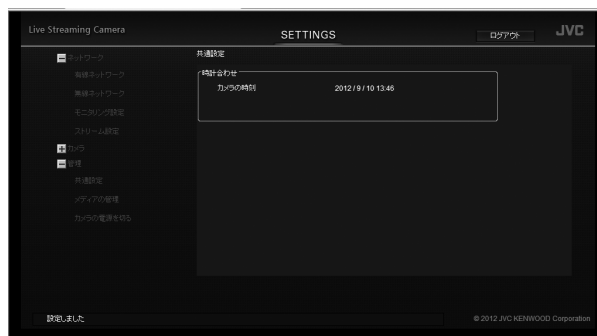 Live Streaming Camera
SETTINGS
ログアウト
JVC
ネットワーク
有線ネットワーク
無線ネットワーク
モニタリング設定
ストリーム設定
カメラ
管理
共通設定
メディアの管理
カメラの電源を切る
共通設定
時計合わせ
カメラの時刻 2012 / 9 / 10 13:46
設定しました
© 2012 JVC KENWOOD Corporation